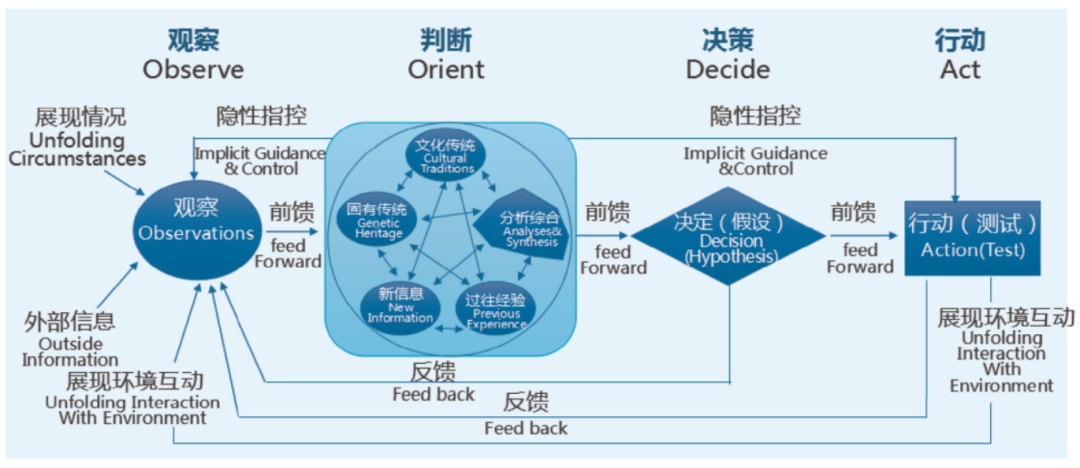 观察
Observe
判断
Orient
决策
Decide
行动
Act
展现情况
Unfolding
Circumstances
隐性指控
Implicit Guidance
& Control
隐性指控
Implicit Guidance
&Control
观察
Observations
前馈
feed
Forward
文化传统
Cultural
Traditions
固有传统
Genetic
Heritage
分析综合
Analyses&
Synthesis
新信息
New
Information
过往经验
Previous
Experience
前馈
feed
Forward
决定（假设）
Decision
(Hypothesis)
前馈
feed
Forward
行动（测试）
Action(Test)
外部信息
Outside
Information
展现环境互动
Unfolding Interaction
With Environment
反馈
Feed back
反馈
Feed back
展现环境互动
Unfolding
Interaction
With
Environment